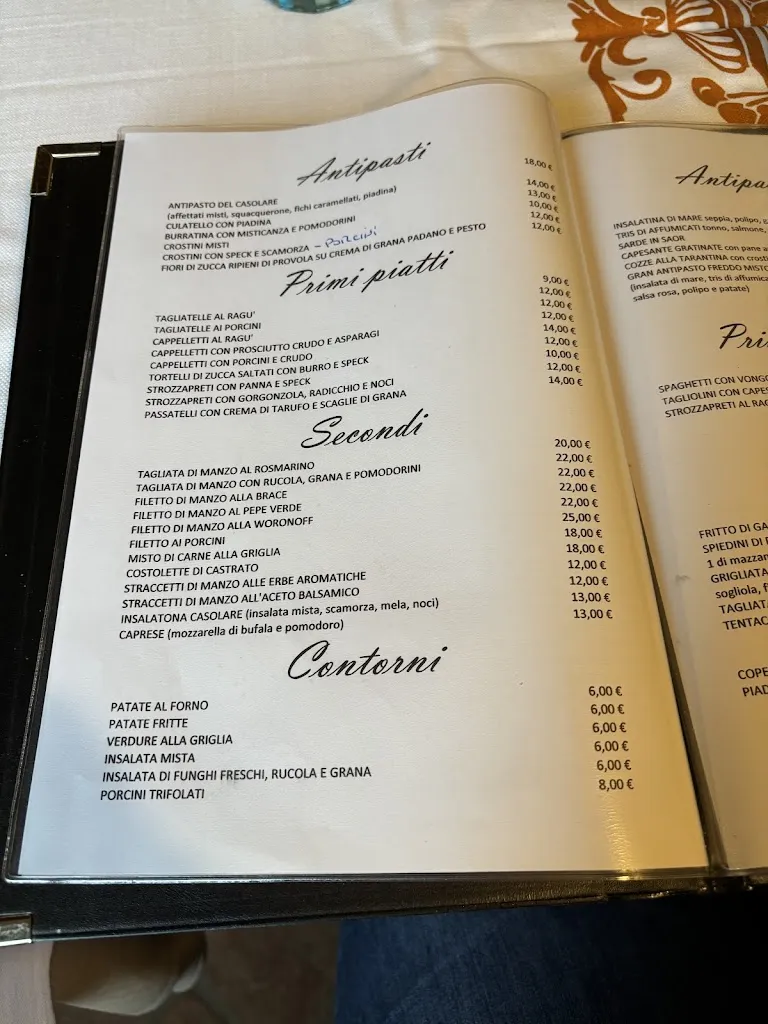 Antipasti
ANTIPASTO DEL CASOLARE 18,00 €
(affettati misti, squacquerone, fichi caramellati, piadina)
CULATELLO CON PIADINA 14,00 €
BURRATINA CON MISTICANZA E POMODORINI 13,00 €
CROSTINI MISTI 10,00 €
CROSTINI CON SPECK E SCAMORZA – PORCINI 12,00 €
FIORI DI ZUCCA RIPIENI DI PROVOLA SU CREMA DI GRANA PADANO E PESTO 12,00 €
Primi piatti
TAGLIATELLE AL RAGU' 9,00 €
TAGLIATELLE AI PORCINI 12,00 €
CAPPELLETTI AL RAGU' 12,00 €
CAPPELLETTI CON PROSCIUTTO CRUDO E ASPARAGI 12,00 €
CAPPELLETTI CON PORCINI E CRUDO 14,00 €
TORTELLI DI ZUCCA SALTATI CON BURRO E SPECK 12,00 €
STROZZAPRETI CON PANNA E SPECK 10,00 €
STROZZAPRETI CON GORGONZOLA, RADICCHIO E NOCI 12,00 €
PASSATELLI CON CREMA DI TARUFO E SCAGLIE DI GRANA 14,00 €
Secondi
TAGLIATA DI MANZO AL ROSMARINO 20,00 €
TAGLIATA DI MANZO CON RUCOLA, GRANA E POMODORINI 22,00 €
FILETTO DI MANZO ALLA BRACE 22,00 €
FILETTO DI MANZO AL PEPE VERDE 22,00 €
FILETTO DI MANZO ALLA WORONOFF 22,00 €
FILETTO AI PORCINI 25,00 €
MISTO DI CARNE ALLA GRIGLIA 18,00 €
COSTOLETTE DI CASTRATO 18,00 €
STRACCETTI DI MANZO ALLE ERBE AROMATICHE 12,00 €
STRACCETTI DI MANZO ALL'ACETO BALSAMICO 12,00 €
INSALATONA CASOLARE (insalata mista, scamorza, mela, noci) 13,00 €
CAPRESE (mozzarella di bufala e pomodoro) 13,00 €
Contorni
PATATE AL FORNO 6,00 €
PATATE FRITTE 6,00 €
VERDURE ALLA GRIGLIA 6,00 €
INSALATA MISTA 6,00 €
INSALATA DI FUNGHI FRESCHI, RUCOLA E GRANA 6,00 €
PORCINI TRIFOLATI 8,00 €
Antipa
INSALATINA DI MARE seppia, polipo,
TRIS DI AFFUMICATI tonno, salmone,
SARDE IN SAOR
CAPESANTE GRATINATE con pane
COZZE ALLA TARANTINA con crosti
GRAN ANTIPASTO FREDDO MISTO
(insalata di mare, tris di affumica
salsa rosa, polipo e patate)
Pri
SPAGHETTI CON VONGO
TAGLIOLINI CON CAPES
STROZZAPRETI AL RAG
FRITTO DI GA
SPIEDINI DI
1 di mazzan
GRIGLIATA
sogliola,
TAGLIAT
TENTAC
COPE
PIAD